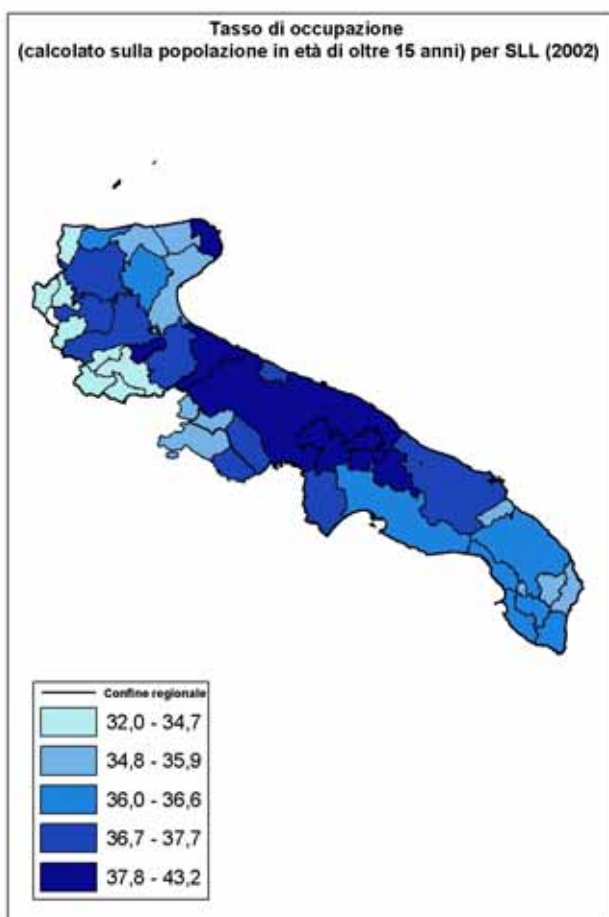 Tasso di occupazione
(calcolato sulla popolazione in età di oltre 15 anni) per SLL (2002)
Confine regionale
32,0 - 34,7
34,8 - 35,9
36,0 - 36,6
36,7 - 37,7
37,8 - 43,2